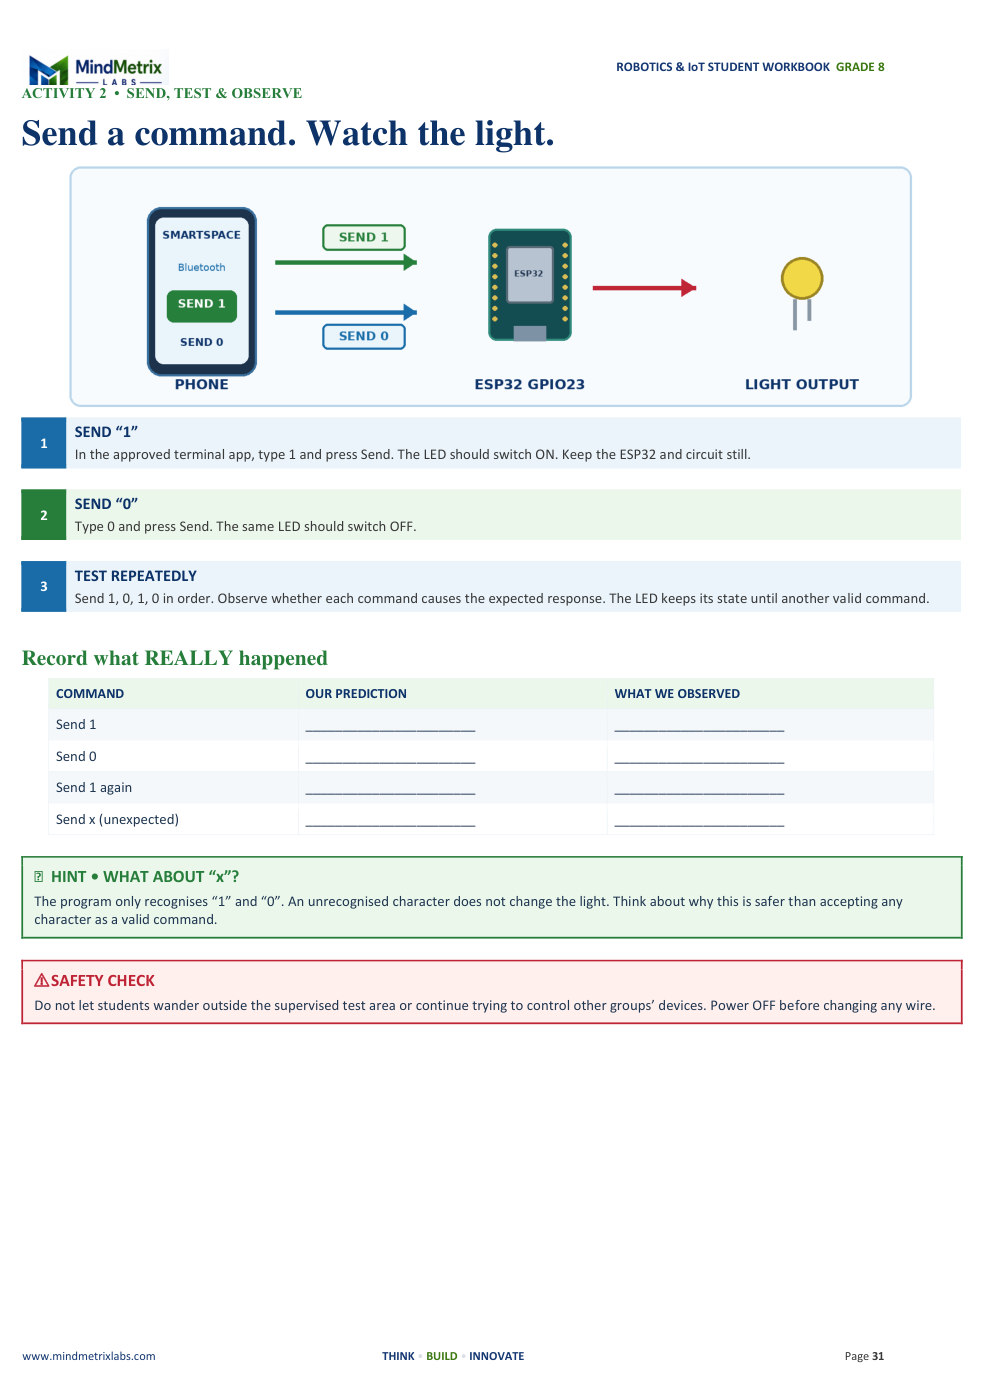 MindMetrix
LABS
ROBOTICS & IoT STUDENT WORKBOOK GRADE 8
ACTIVITY 2 • SEND, TEST & OBSERVE
Send a command. Watch the light.
SMARTSPACE
Bluetooth
SEND 1
SEND 0
PHONE
SEND 1
SEND 0
ESP32
ESP32 GPIO23
LIGHT OUTPUT
1
SEND “1”
In the approved terminal app, type 1 and press Send. The LED should switch ON. Keep the ESP32 and circuit still.
2
SEND “0”
Type 0 and press Send. The same LED should switch OFF.
3
TEST REPEATEDLY
Send 1, 0, 1, 0 in order. Observe whether each command causes the expected response. The LED keeps its state until another valid command.
Record what REALLY happened
COMMAND OUR PREDICTION WHAT WE OBSERVED
Send 1 _______________________ _______________________
Send 0 _______________________ _______________________
Send 1 again _______________________ _______________________
Send x (unexpected) _______________________ _______________________
HINT • WHAT ABOUT “x”?
The program only recognises “1” and “0”. An unrecognised character does not change the light. Think about why this is safer than accepting any
character as a valid command.
⚠SAFETY CHECK
Do not let students wander outside the supervised test area or continue trying to control other groups’ devices. Power OFF before changing any wire.
www.mindmetrixlabs.com THINK • BUILD • INNOVATE Page 31